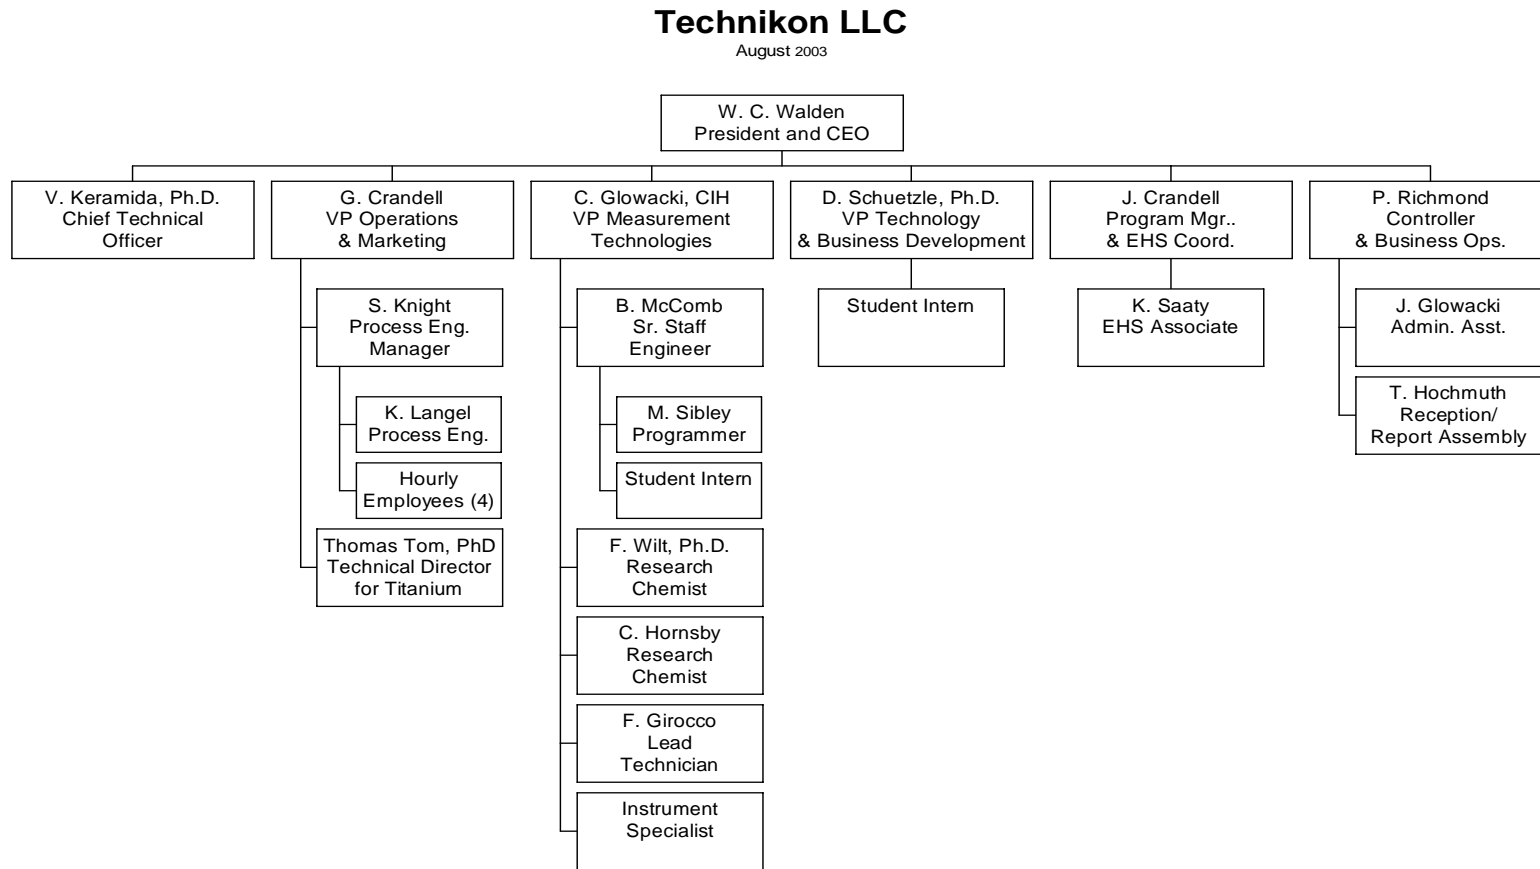 Technikon LLC
August 2003
W. C. Walden
President and CEO
V. Keramida, Ph.D.
Chief Technical
Officer
G. Crandell
VP Operations
& Marketing
C. Glowacki, CIH
VP Measurement
Technologies
D. Schuetzle, Ph.D.
VP Technology
& Business Development
J. Crandell
Program Mgr..
& EHS Coord.
P. Richmond
Controller
& Business Ops.
S. Knight
Process Eng.
Manager
K. Langel
Process Eng.
Hourly
Employees (4)
Thomas Tom, PhD
Technical Director
for Titanium
B. McComb
Sr. Staff
Engineer
M. Sibley
Programmer
Student Intern
F. Wilt, Ph.D.
Research
Chemist
C. Hornsby
Research
Chemist
F. Girocco
Lead
Technician
Instrument
Specialist
Student Intern
K. Saaty
EHS Associate
J. Glowacki
Admin. Asst.
T. Hochmuth
Reception/
Report Assembly